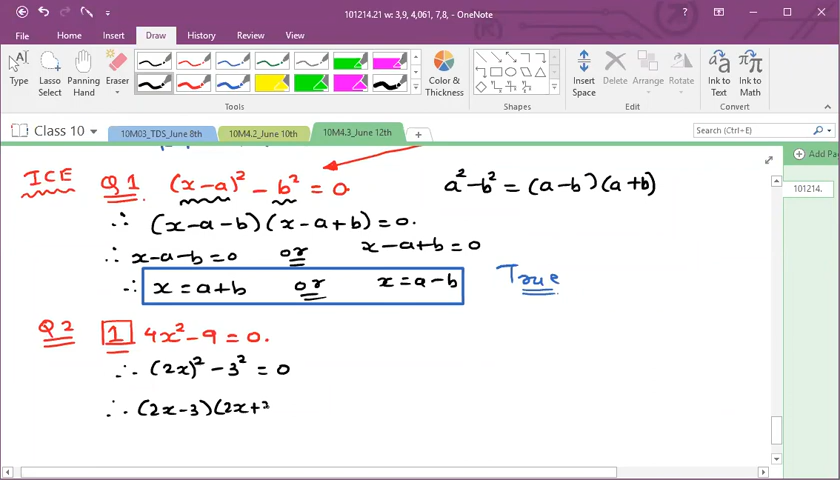 101214.21 w: 3,9, 4,061, 7,8, - OneNote
File Home Insert Draw History Review View
Type
Lasso Select
Panning Hand
Eraser
Tools
Color & Thickness
Shapes
Insert Space
Delete
Arrange
Rotate
Edit
Ink to Text
Ink to Math
Convert
Class 10
10M03_TDS_June 8th
10M4.2_June 10th
10M4.3_June 12th
Search (Ctrl+E)
Add Pa
101214.
ICE Q1 (x-a)² - b² = 0 a² - b² = (a-b)(a+b)
∴ (x-a-b)(x-a+b) = 0.
∴ x-a-b=0 or x-a+b=0
∴ x=a+b or x=a-b True
Q2 1 4x² - 9 = 0.
∴ (2x)² - 3² = 0
∴ (2x-3)(2x+